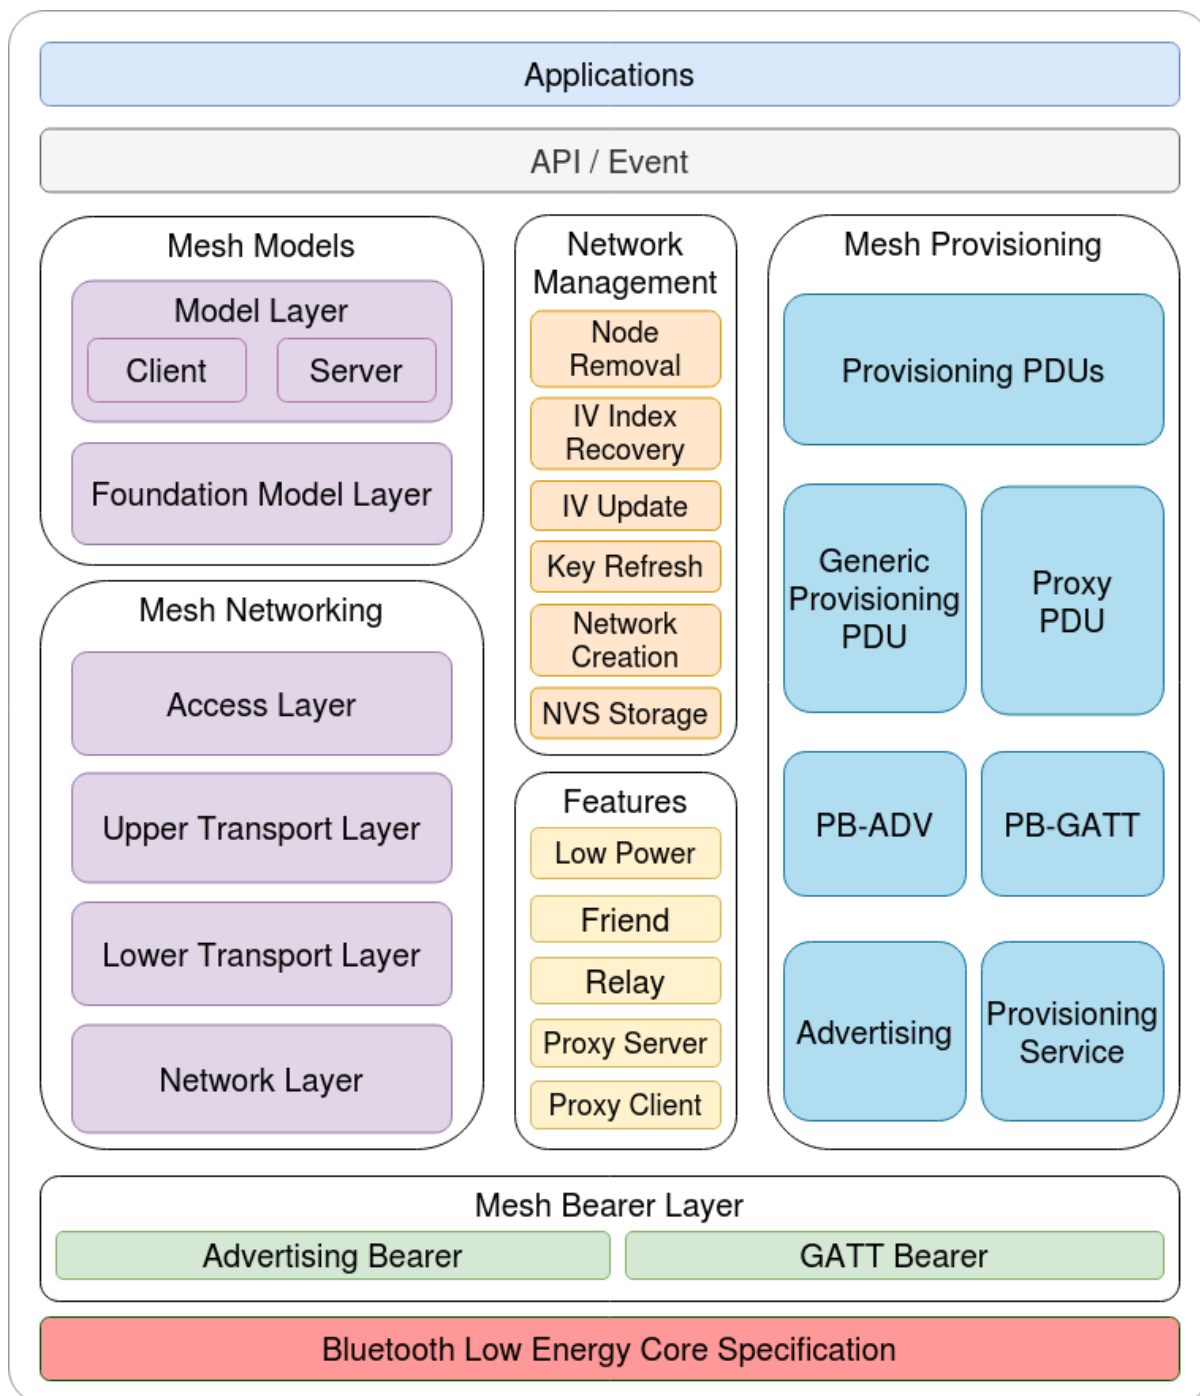 Applications
API / Event
Mesh Models
Model Layer
Client
Server
Foundation Model Layer
Mesh Networking
Access Layer
Upper Transport Layer
Lower Transport Layer
Network Layer
Network
Management
Node
Removal
IV Index
Recovery
IV Update
Key Refresh
Network
Creation
NVS Storage
Features
Low Power
Friend
Relay
Proxy Server
Proxy Client
Mesh Provisioning
Provisioning PDUs
Generic
Provisioning
PDU
Proxy
PDU
PB-ADV
PB-GATT
Advertising
Provisioning
Service
Mesh Bearer Layer
Advertising Bearer
GATT Bearer
Bluetooth Low Energy Core Specification